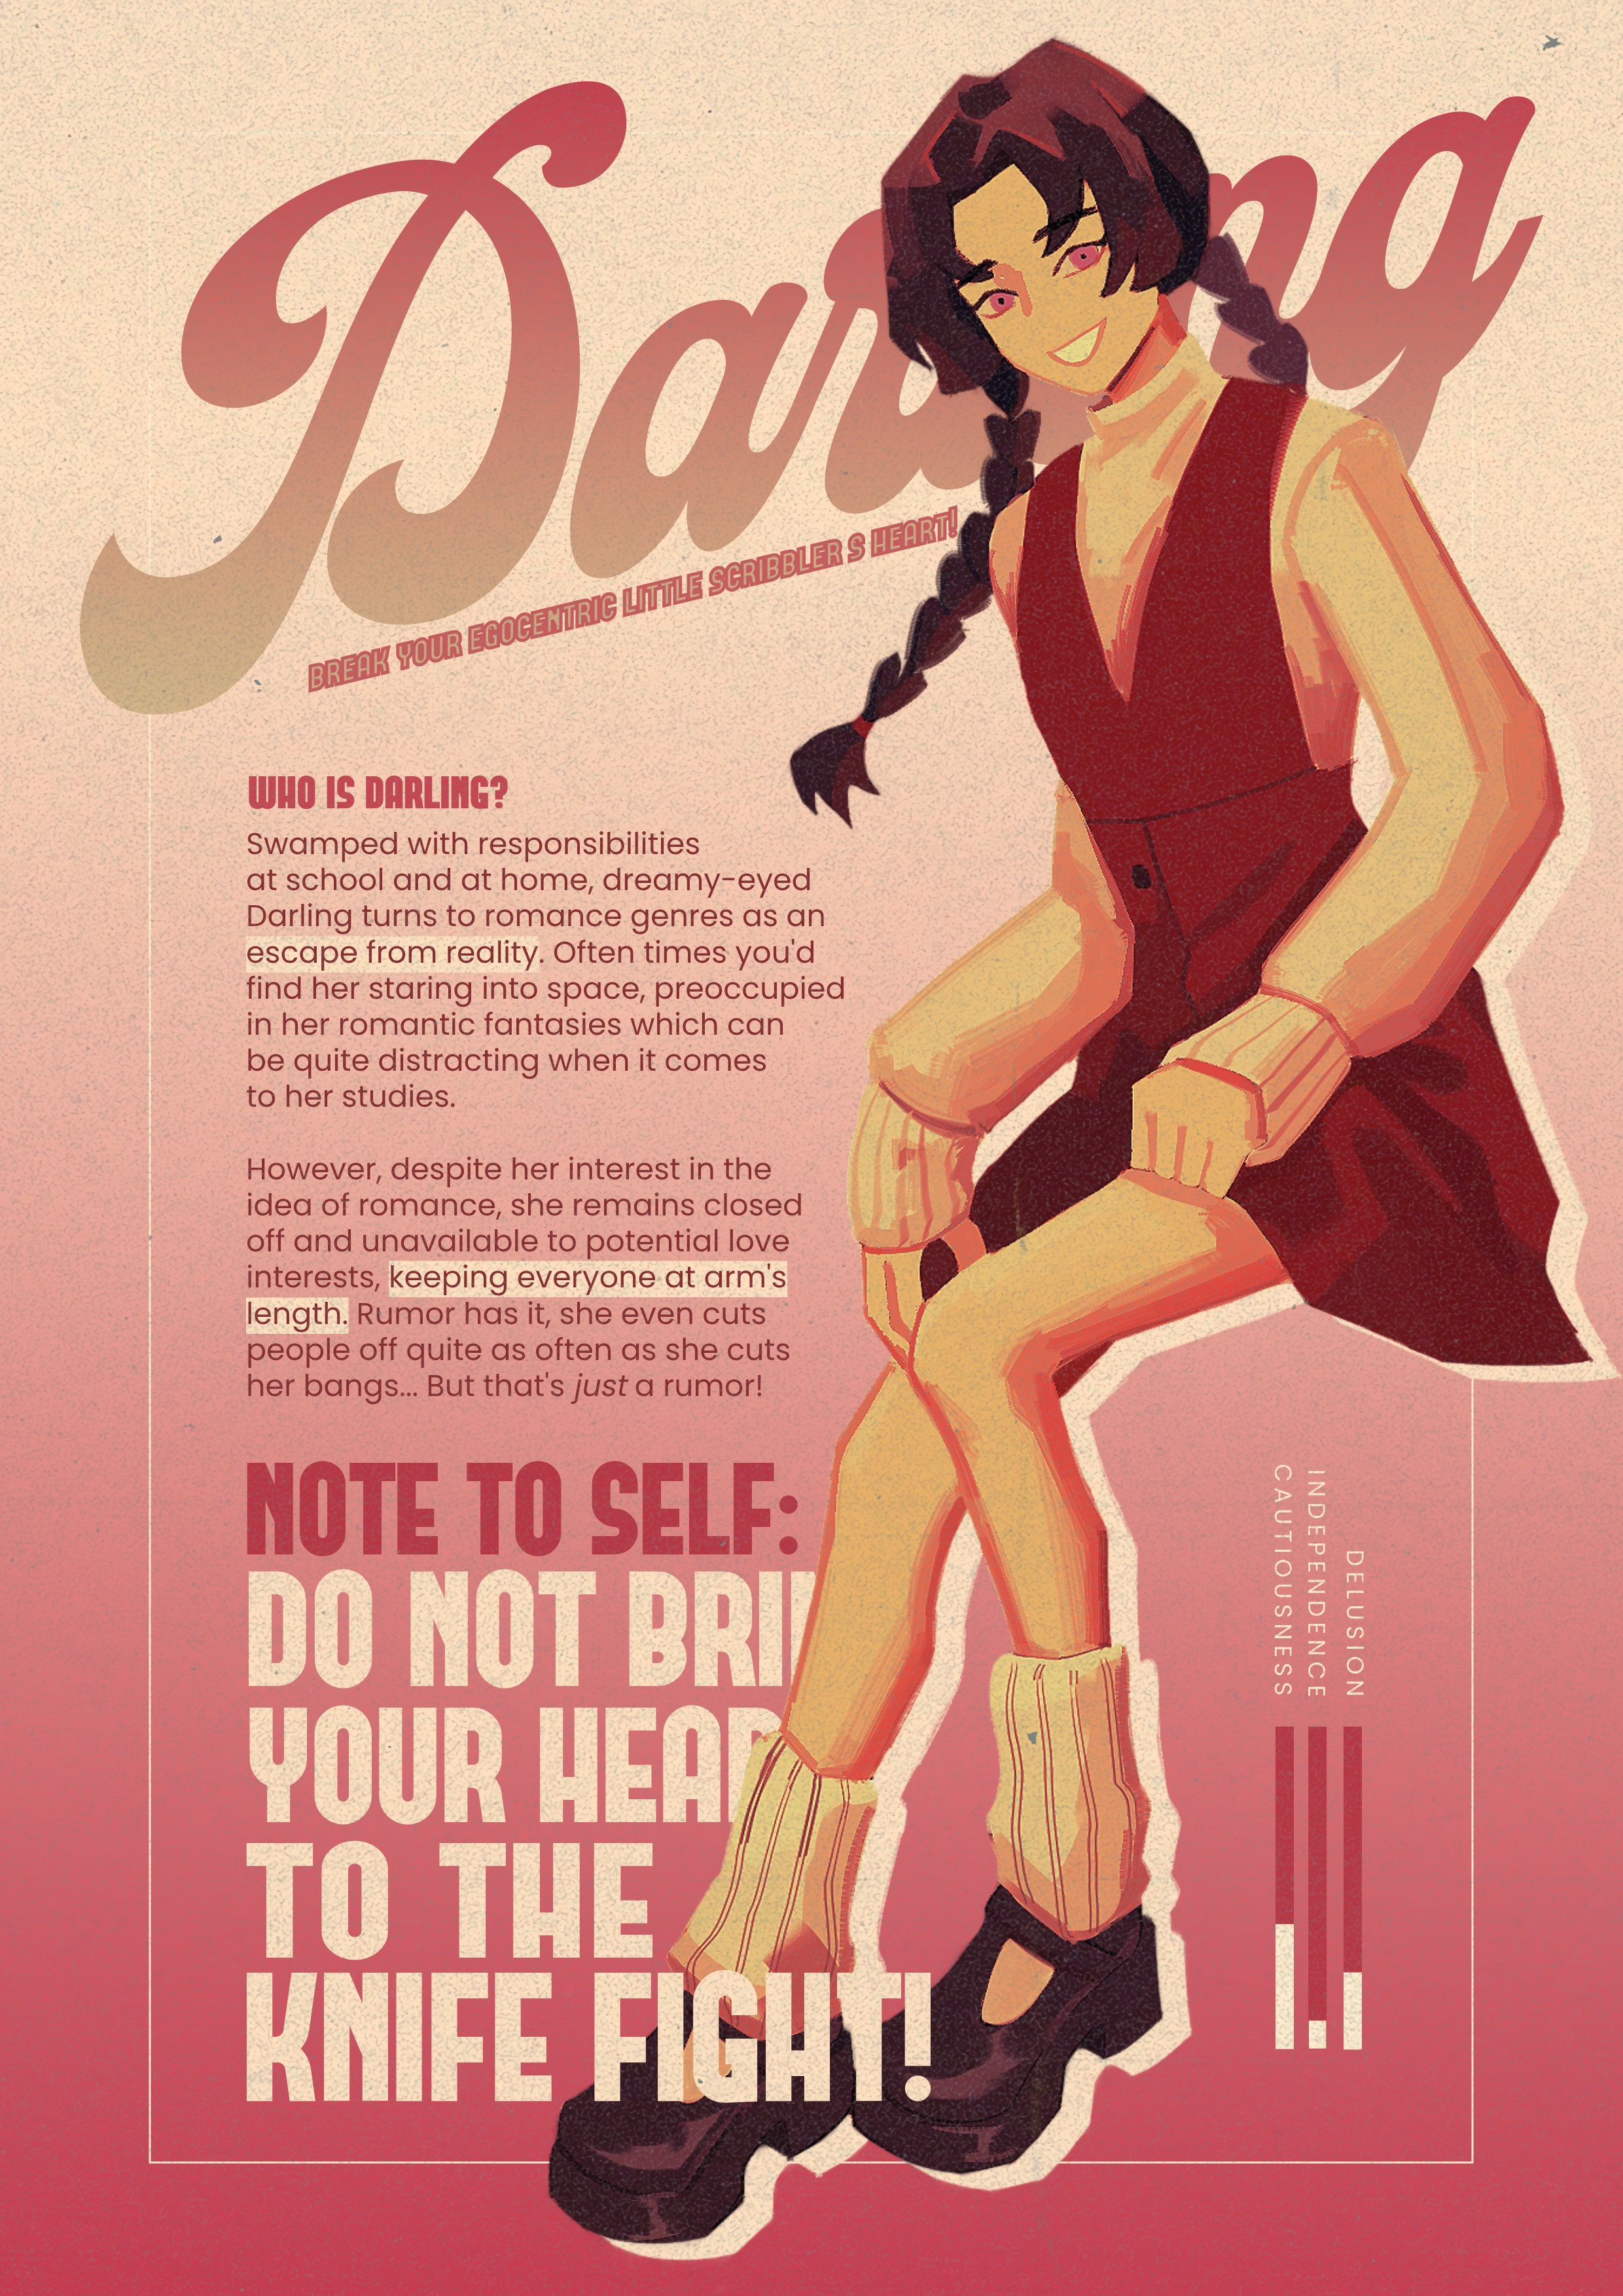 Darling
BREAK YOUR EGOCENTRIC LITTLE SCRIBBLER S HEART!
WHO IS DARLING?
Swamped with responsibilities
at school and at home, dreamy-eyed
Darling turns to romance genres as an
escape from reality. Often times you'd
find her staring into space, preoccupied
in her romantic fantasies which can
be quite distracting when it comes
to her studies.
However, despite her interest in the
idea of romance, she remains closed
off and unavailable to potential love
interests, keeping everyone at arm's
length. Rumor has it, she even cuts
people off quite as often as she cuts
her bangs... But that's just a rumor!
NOTE TO SELF:
DO NOT BRIN
YOUR HEAR
TO THE
KNIFE FIGHT!
CAUTIOUSNESS
INDEPENDENCE
DELUSION